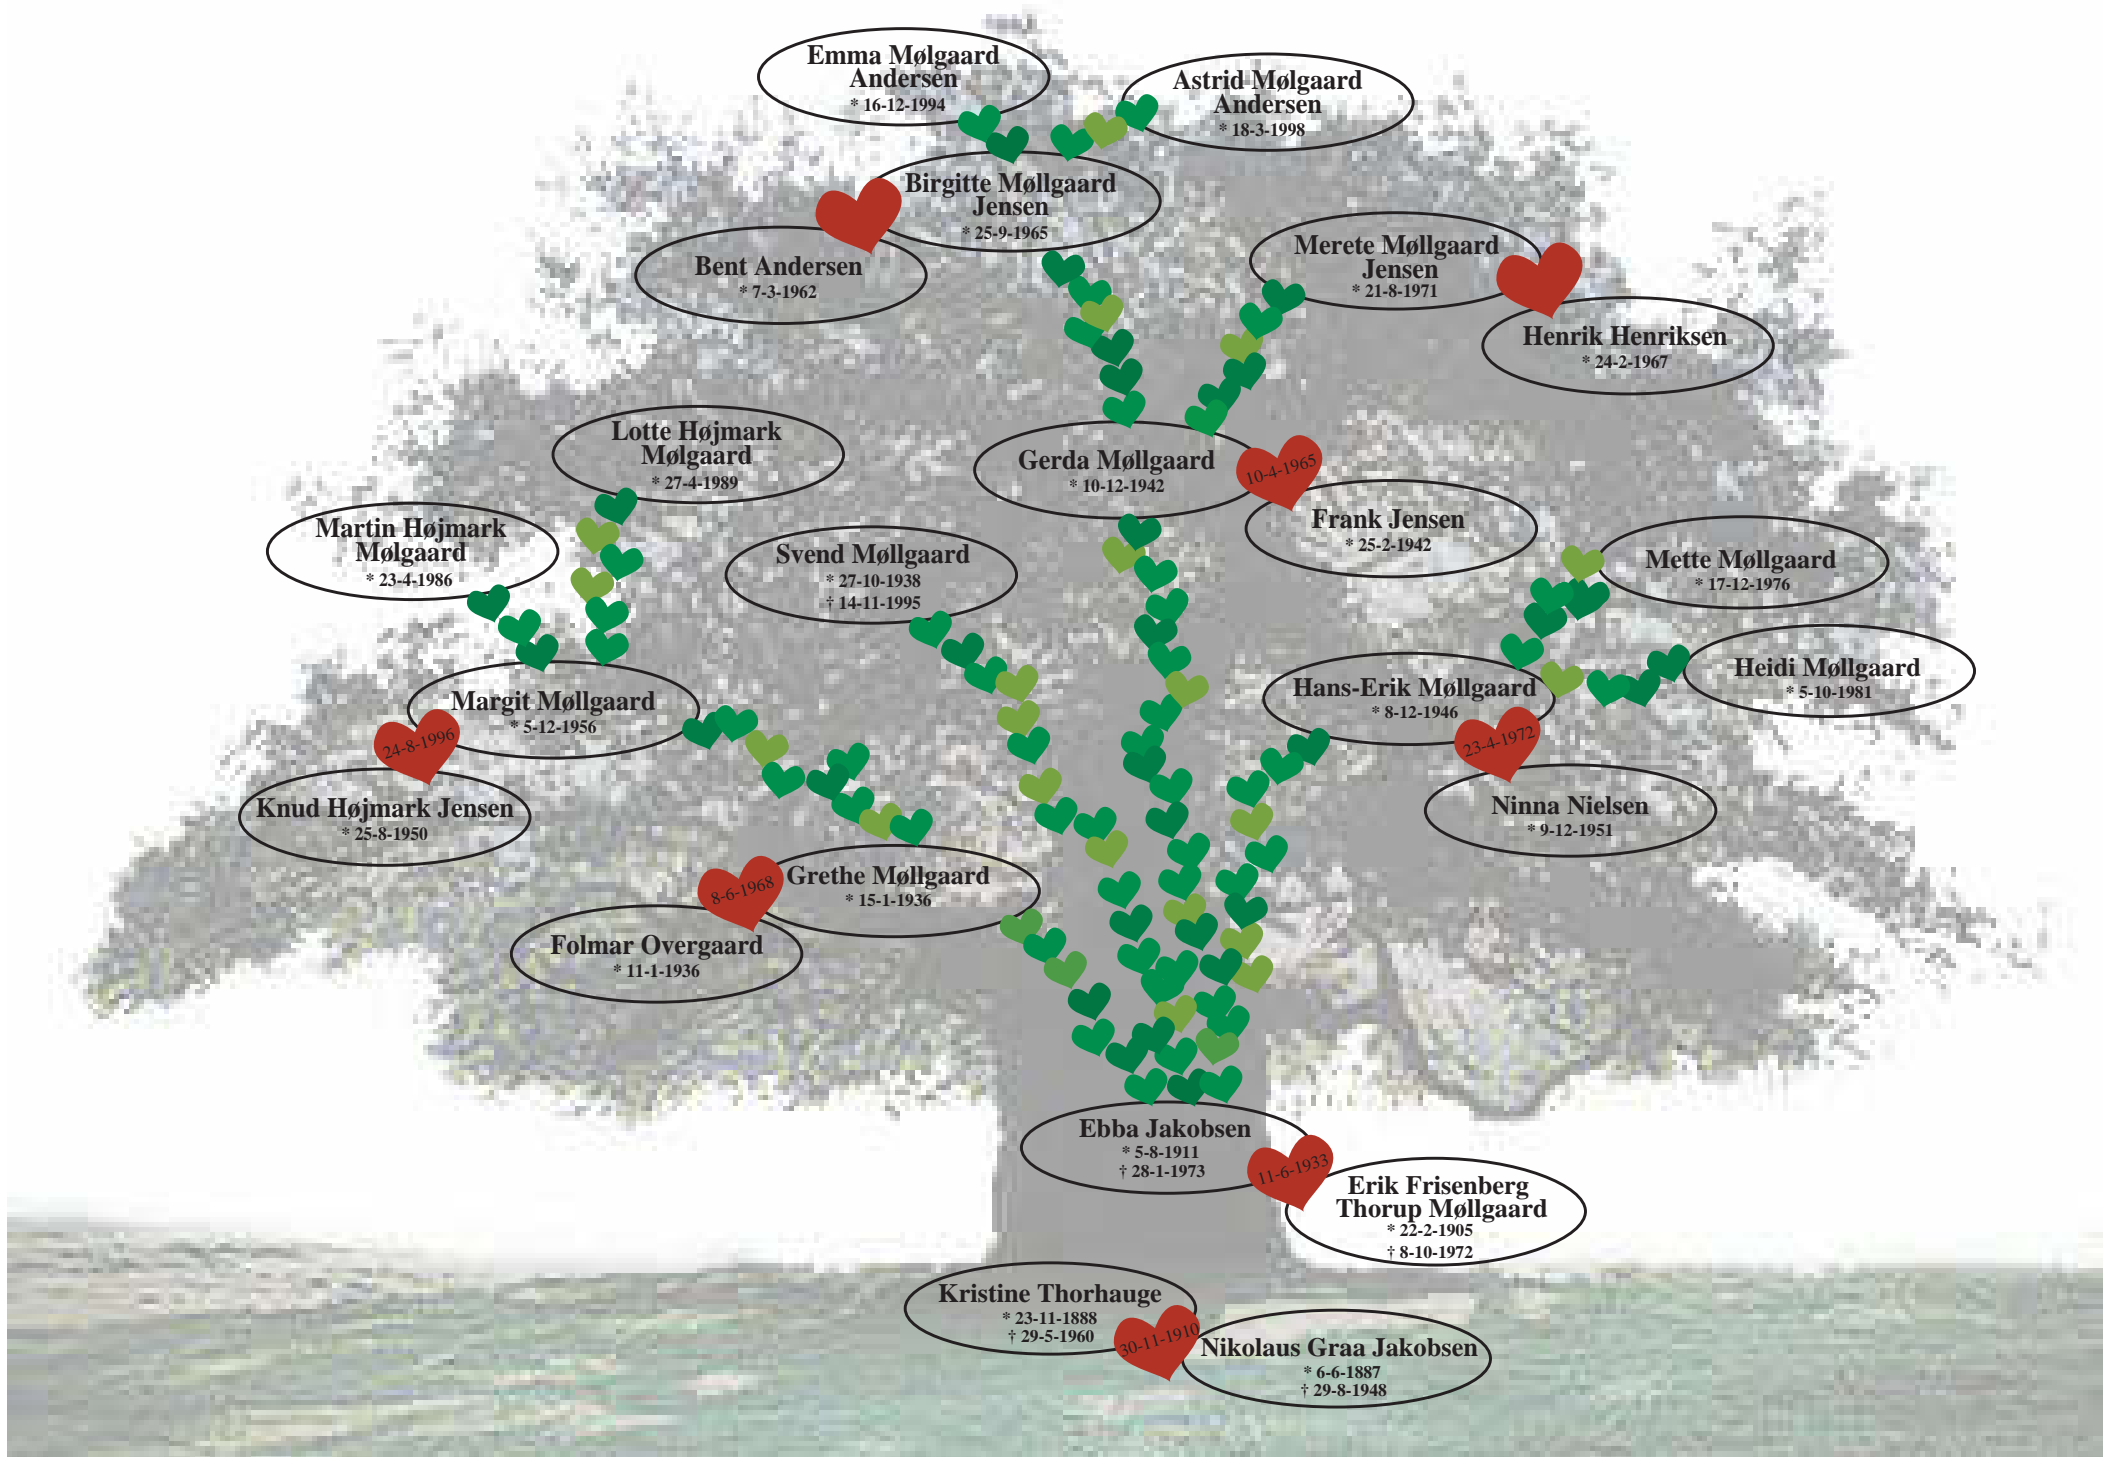 Emma Mølgaard
Andersen
* 16-12-1994
Astrid Mølgaard
Andersen
* 18-3-1998
Birgitte Møllgaard
Jensen
* 25-9-1965
Bent Andersen
* 7-3-1962
Merete Møllgaard
Jensen
* 21-8-1971
Henrik Henriksen
* 24-2-1967
Lotte Højmark
Mølgaard
* 27-4-1989
Gerda Møllgaard
* 10-12-1942
10-4-1965
Frank Jensen
* 25-2-1942
Martin Højmark
Mølgaard
* 23-4-1986
Svend Møllgaard
* 27-10-1938
† 14-11-1995
Mette Møllgaard
* 17-12-1976
Heidi Møllgaard
* 5-10-1981
Hans-Erik Møllgaard
* 8-12-1946
23-4-1972
Ninna Nielsen
* 9-12-1951
Margit Møllgaard
* 5-12-1956
24-8-1996
Knud Højmark Jensen
* 25-8-1950
Grethe Møllgaard
* 15-1-1936
8-6-1968
Folmar Overgaard
* 11-1-1936
Ebba Jakobsen
* 5-8-1911
† 28-1-1973
11-6-1933
Erik Frisenberg
Thorup Møllgaard
* 22-2-1905
† 8-10-1972
Kristine Thorhauge
* 23-11-1888
† 29-5-1960
30-11-1910
Nikolaus Graa Jakobsen
* 6-6-1887
† 29-8-1948